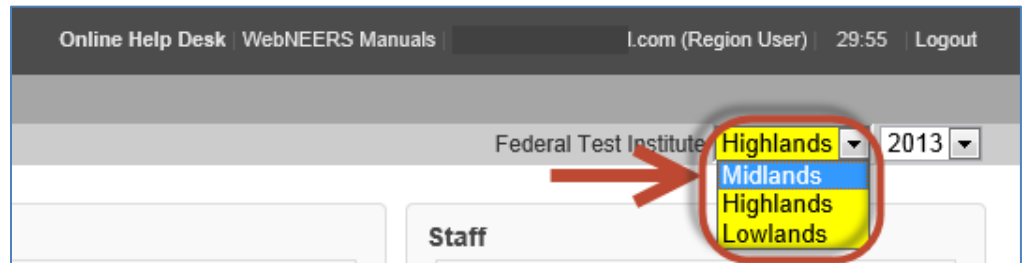 Online Help Desk | WebNEERS Manuals | l.com (Region User) | 29:55 | Logout
Federal Test Institute Highlands 2013
Midlands
Highlands
Lowlands
Staff